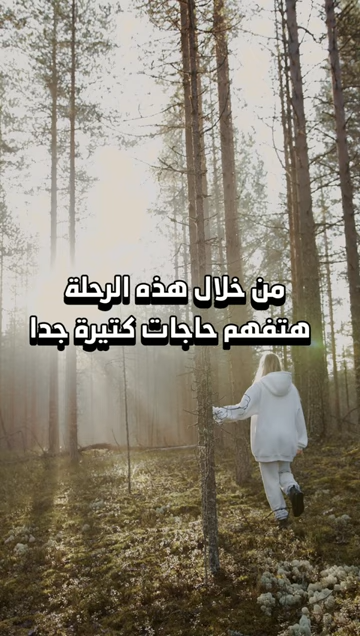 من خلال هذه الرحلة
هتفهم حاجات كتيرة جدا